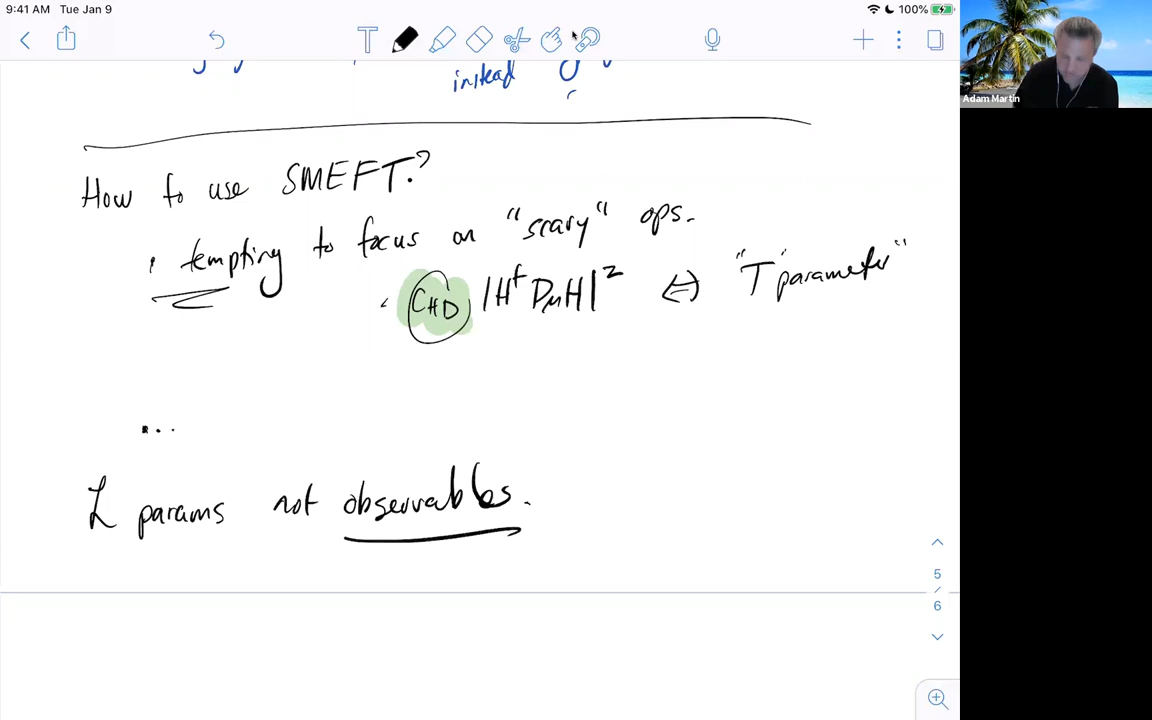 9:41 AM Tue Jan 9
100%
Adam Martin
instead
How to use SMEFT?
tempting to focus on "scary" ops.
C_HD |H†DμH|² ⇔ "T parameter"
...
ℒ params not observables.
5
/
6